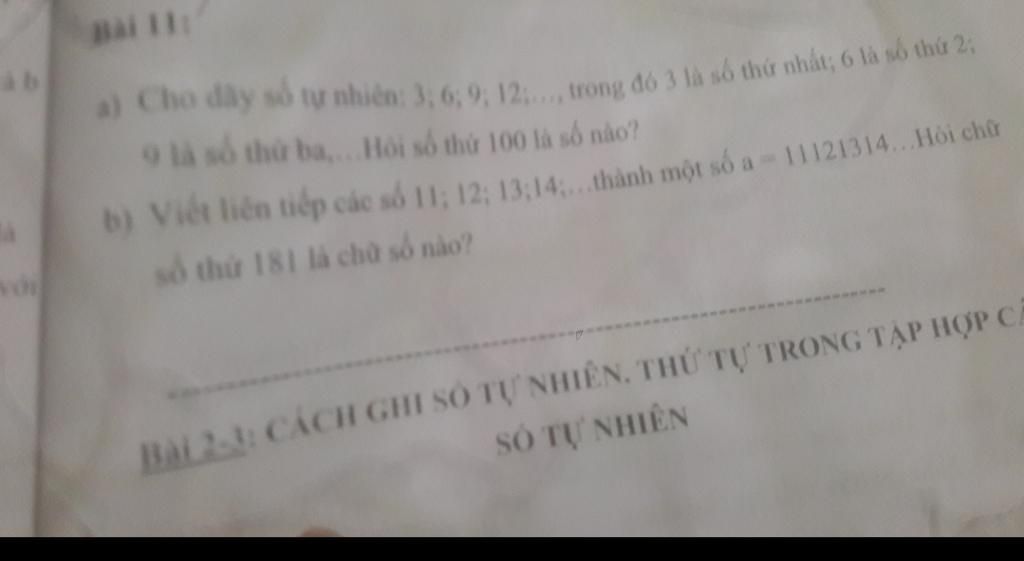 Bài 11:
a) Cho dãy số tự nhiên: 3; 6; 9; 12;…, trong đó 3 là số thứ nhất; 6 là số thứ 2;
9 là số thứ ba,…Hỏi số thứ 100 là số nào?
b) Viết liên tiếp các số 11; 12; 13;14;…thành một số a = 11121314…Hỏi chữ
số thứ 181 là chữ số nào?
Bài 2-3: CÁCH GHI SỐ TỰ NHIÊN. THỨ TỰ TRONG TẬP HỢP CÁ
SỐ TỰ NHIÊN
à b
là
với